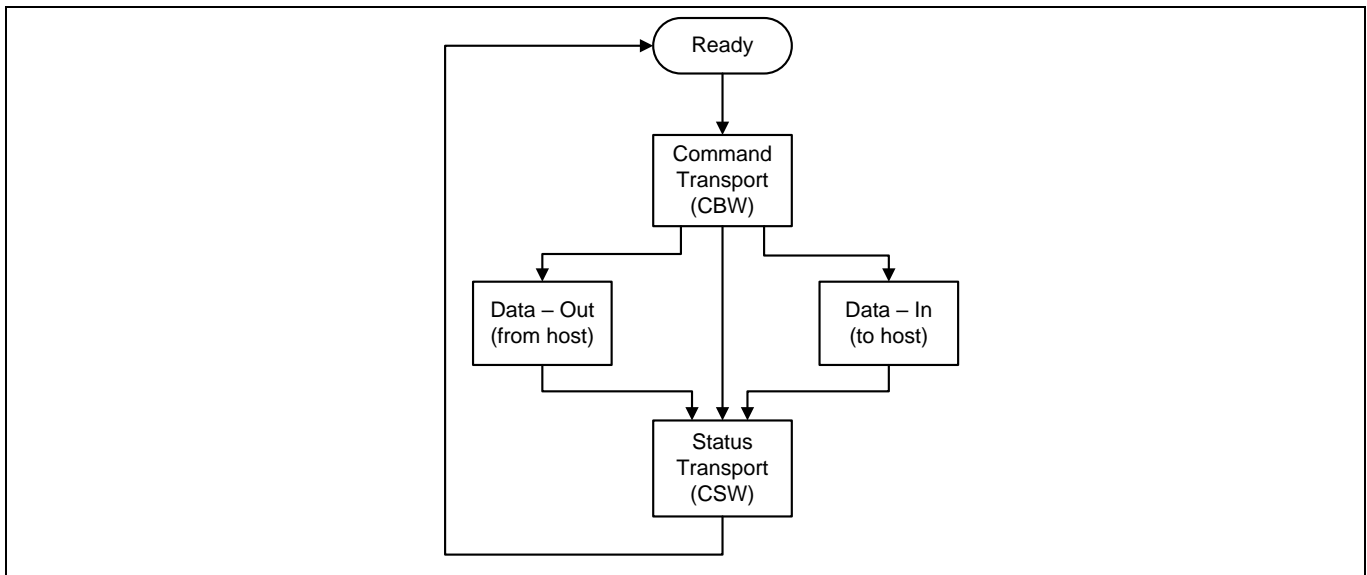 Ready
Command
Transport
(CBW)
Data – Out
(from host)
Data – In
(to host)
Status
Transport
(CSW)